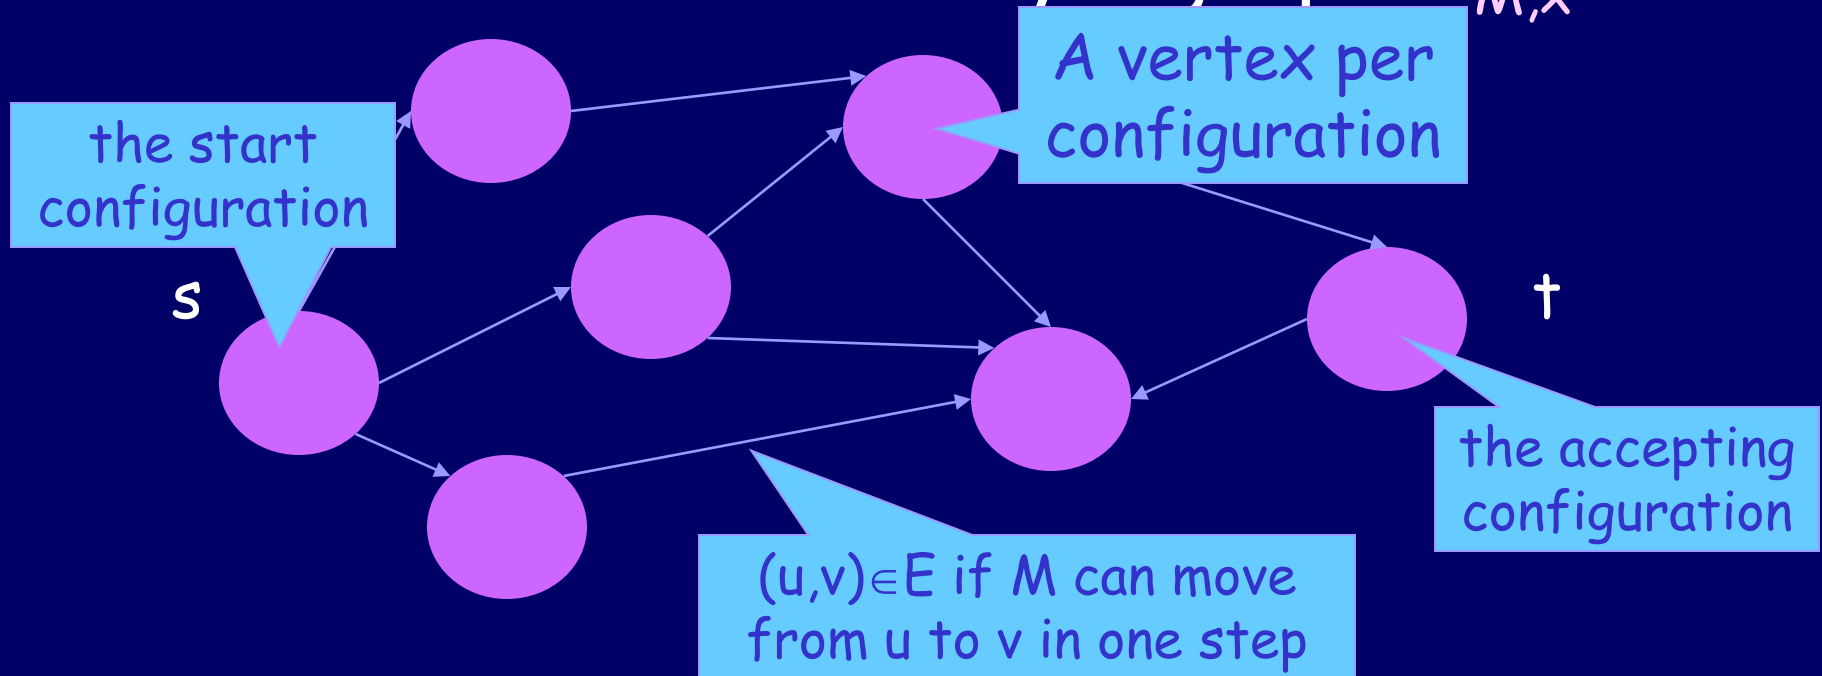 M,x
A vertex per
configuration
the start
configuration
s
t
the accepting
configuration
(u,v)∈E if M can move
from u to v in one step